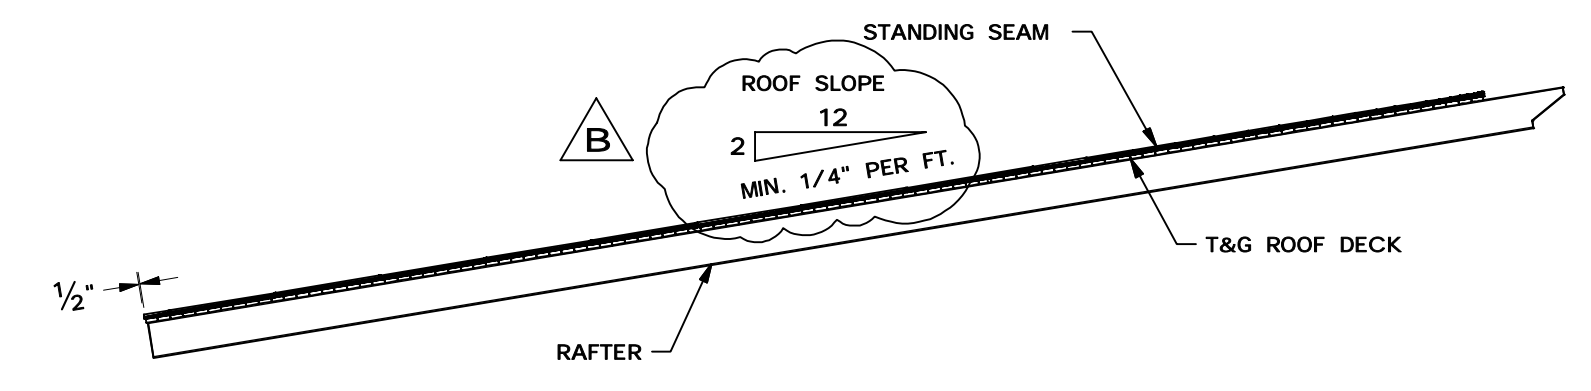 STANDING SEAM
ROOF SLOPE
12
2
B
MIN. 1/4" PER FT.
T&G ROOF DECK
½"
RAFTER